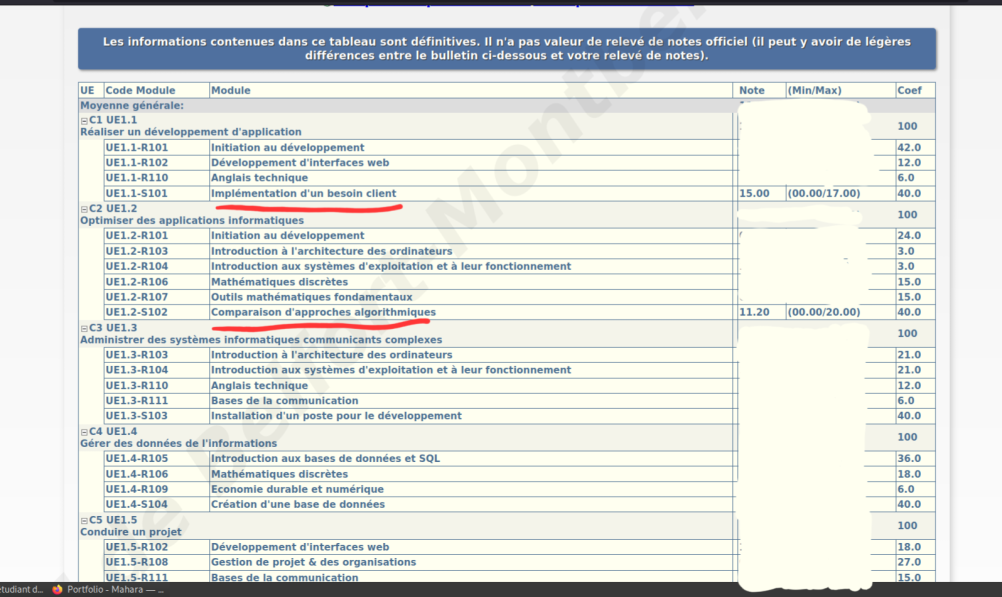 Les informations contenues dans ce tableau sont définitives. Il n'a pas valeur de relevé de notes officiel (il peut y avoir de légères
différences entre le bulletin ci-dessous et votre relevé de notes).
UE Code Module Module Note (Min/Max) Coef
Moyenne générale:
C1 UE1.1
Réaliser un développement d'application 100
UE1.1-R101 Initiation au développement 42.0
UE1.1-R102 Développement d'interfaces web 12.0
UE1.1-R110 Anglais technique 6.0
UE1.1-S101 Implémentation d'un besoin client 15.00 (00.00/17.00) 40.0
C2 UE1.2
Optimiser des applications informatiques 100
UE1.2-R101 Initiation au développement 24.0
UE1.2-R103 Introduction à l'architecture des ordinateurs 3.0
UE1.2-R104 Introduction aux systèmes d'exploitation et à leur fonctionnement 3.0
UE1.2-R106 Mathématiques discrètes 15.0
UE1.2-R107 Outils mathématiques fondamentaux 15.0
UE1.2-S102 Comparaison d'approches algorithmiques 11.20 (00.00/20.00) 40.0
C3 UE1.3
Administrer des systèmes informatiques communicants complexes 100
UE1.3-R103 Introduction à l'architecture des ordinateurs 21.0
UE1.3-R104 Introduction aux systèmes d'exploitation et à leur fonctionnement 21.0
UE1.3-R110 Anglais technique 12.0
UE1.3-R111 Bases de la communication 6.0
UE1.3-S103 Installation d'un poste pour le développement 40.0
C4 UE1.4
Gérer des données de l'informations 100
UE1.4-R105 Introduction aux bases de données et SQL 36.0
UE1.4-R106 Mathématiques discrètes 18.0
UE1.4-R109 Economie durable et numérique 6.0
UE1.4-S104 Création d'une base de données 40.0
C5 UE1.5
Conduire un projet 100
UE1.5-R102 Développement d'interfaces web 18.0
UE1.5-R108 Gestion de projet & des organisations 27.0
UE1.5-R111 Bases de la communication 15.0
étudiant d... Portfolio - Mahara — ...